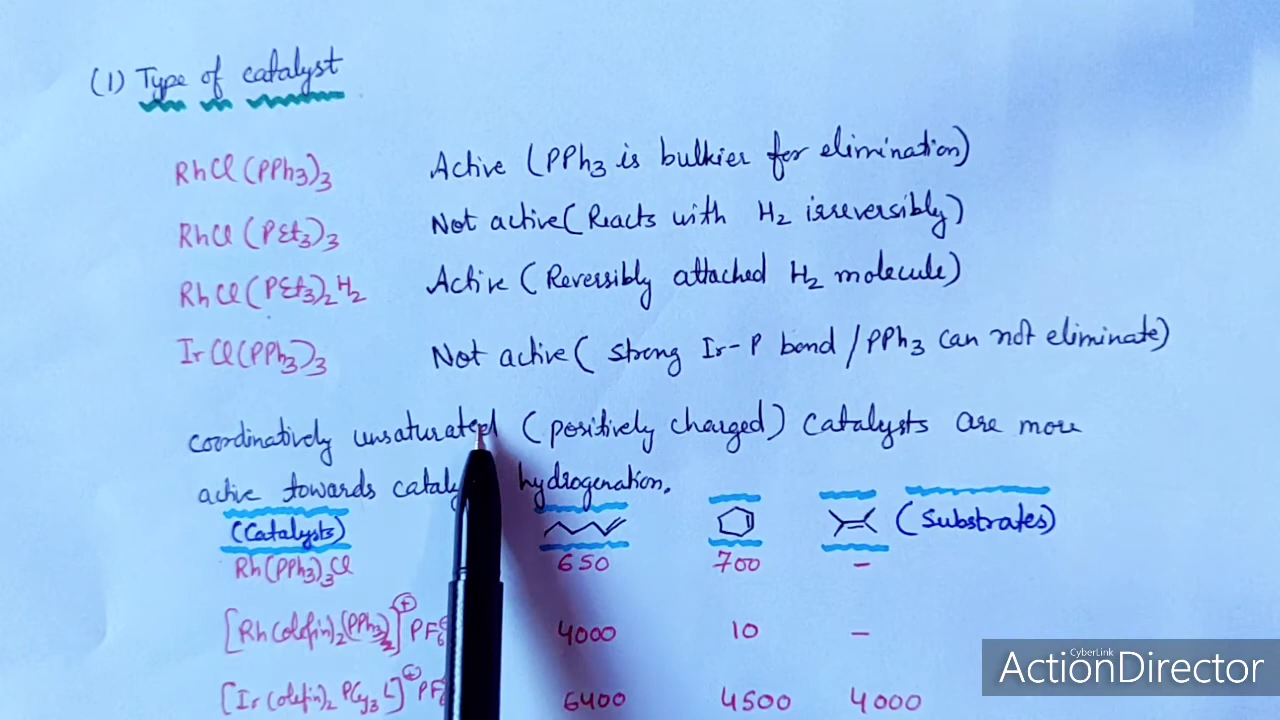 (1) Type of catalyst
RhCl(PPh3)3 Active (PPh3 is bulkier for elimination)
RhCl(PEt3)3 Not active (Reacts with H2 irreversibly)
RhCl(PEt3)2H2 Active (Reversibly attached H2 molecule)
IrCl(PPh3)3 Not active (strong Ir-P bond / PPh3 can not eliminate)
coordinatively unsaturated (positively charged) catalysts are more
active towards cataly hydrogenation.
(Catalysts) (Substrates)
Rh(PPh3)3Cl 650 700 -
[Rh(olefin)2(PPh3)2]+ PF6 4000 10 -
[Ir(olefin)2 PCy3 L]+ PF6 6400 4500 4000
CyberLink
ActionDirector